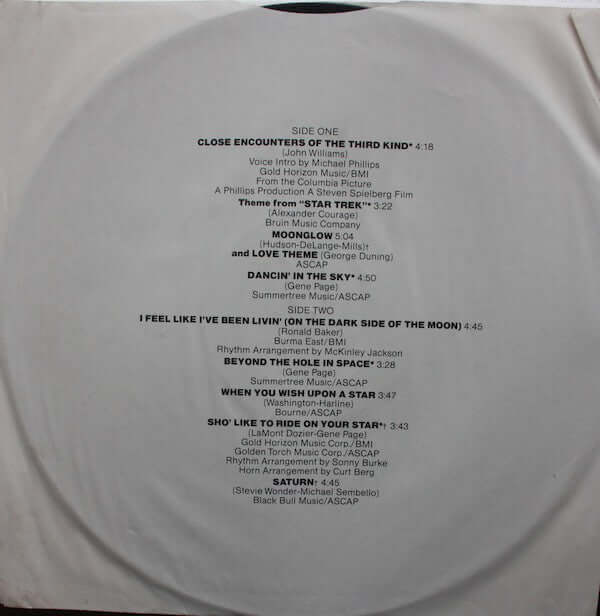 SIDE ONE
CLOSE ENCOUNTERS OF THE THIRD KIND* 4:18
(John Williams)
Voice Intro by Michael Phillips
Gold Horizon Music/BMI
From the Columbia Picture
A Phillips Production A Steven Spielberg Film
Theme from "STAR TREK"* 3:22
(Alexander Courage)
Bruin Music Company
MOONGLOW 5:04
(Hudson-DeLange-Mills)†
and LOVE THEME (George Duning)
ASCAP
DANCIN' IN THE SKY* 4:50
(Gene Page)
Summertree Music/ASCAP
SIDE TWO
I FEEL LIKE I'VE BEEN LIVIN' (ON THE DARK SIDE OF THE MOON) 4:45
(Ronald Baker)
Burma East/BMI
Rhythm Arrangement by McKinley Jackson
BEYOND THE HOLE IN SPACE* 3:28
(Gene Page)
Summertree Music/ASCAP
WHEN YOU WISH UPON A STAR 3:47
(Washington-Harline)
Bourne/ASCAP
SHO' LIKE TO RIDE ON YOUR STAR*† 3:43
(LaMont Dozier-Gene Page)
Gold Horizon Music Corp./BMI
Golden Torch Music Corp./ASCAP
Rhythm Arrangement by Sonny Burke
Horn Arrangement by Curt Berg
SATURN† 4:45
(Stevie Wonder-Michael Sembello)
Black Bull Music/ASCAP